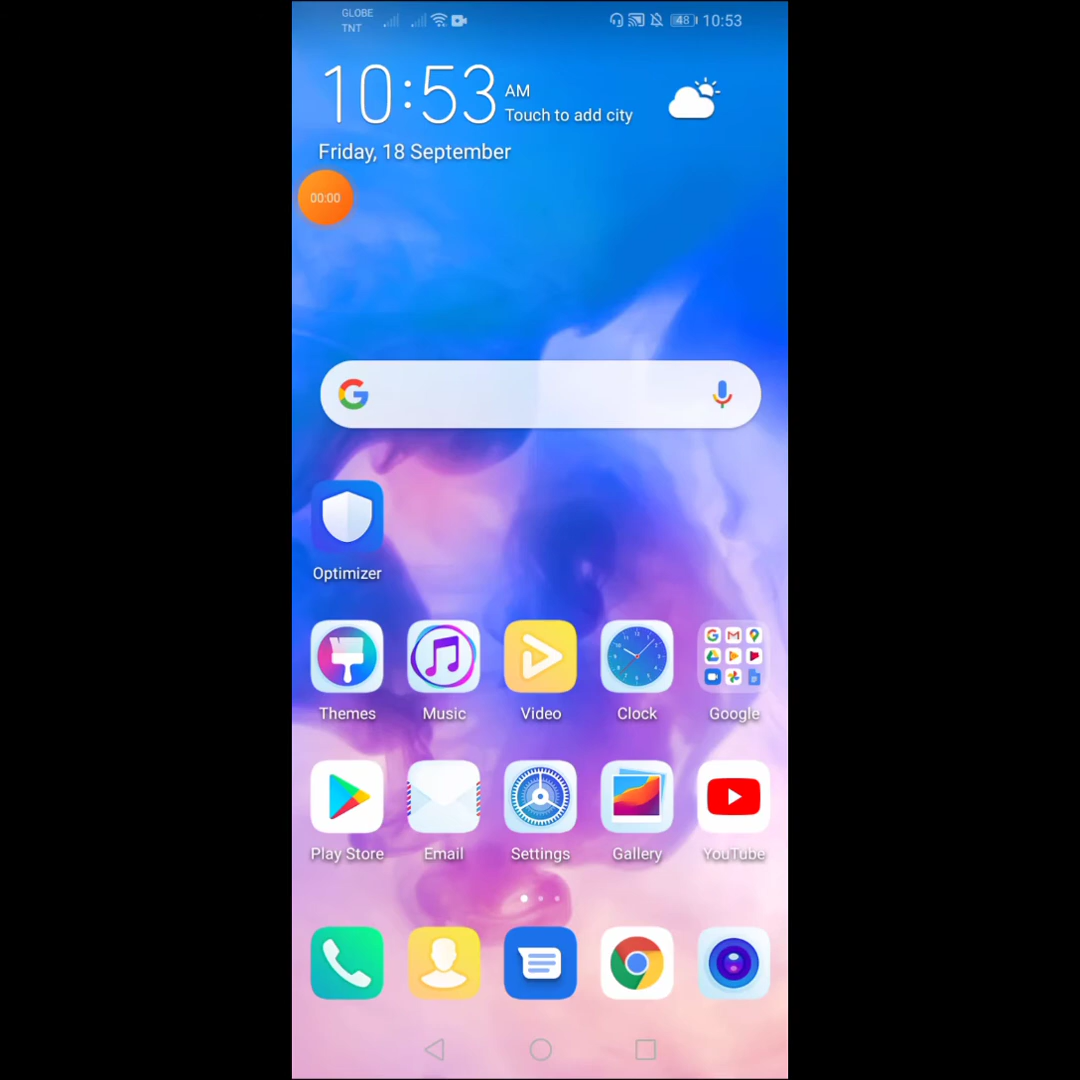 GLOBE
TNT
48 10:53
10:53 AM
Touch to add city
Friday, 18 September
00:00
Optimizer
Themes Music Video Clock Google
Play Store Email Settings Gallery YouTube